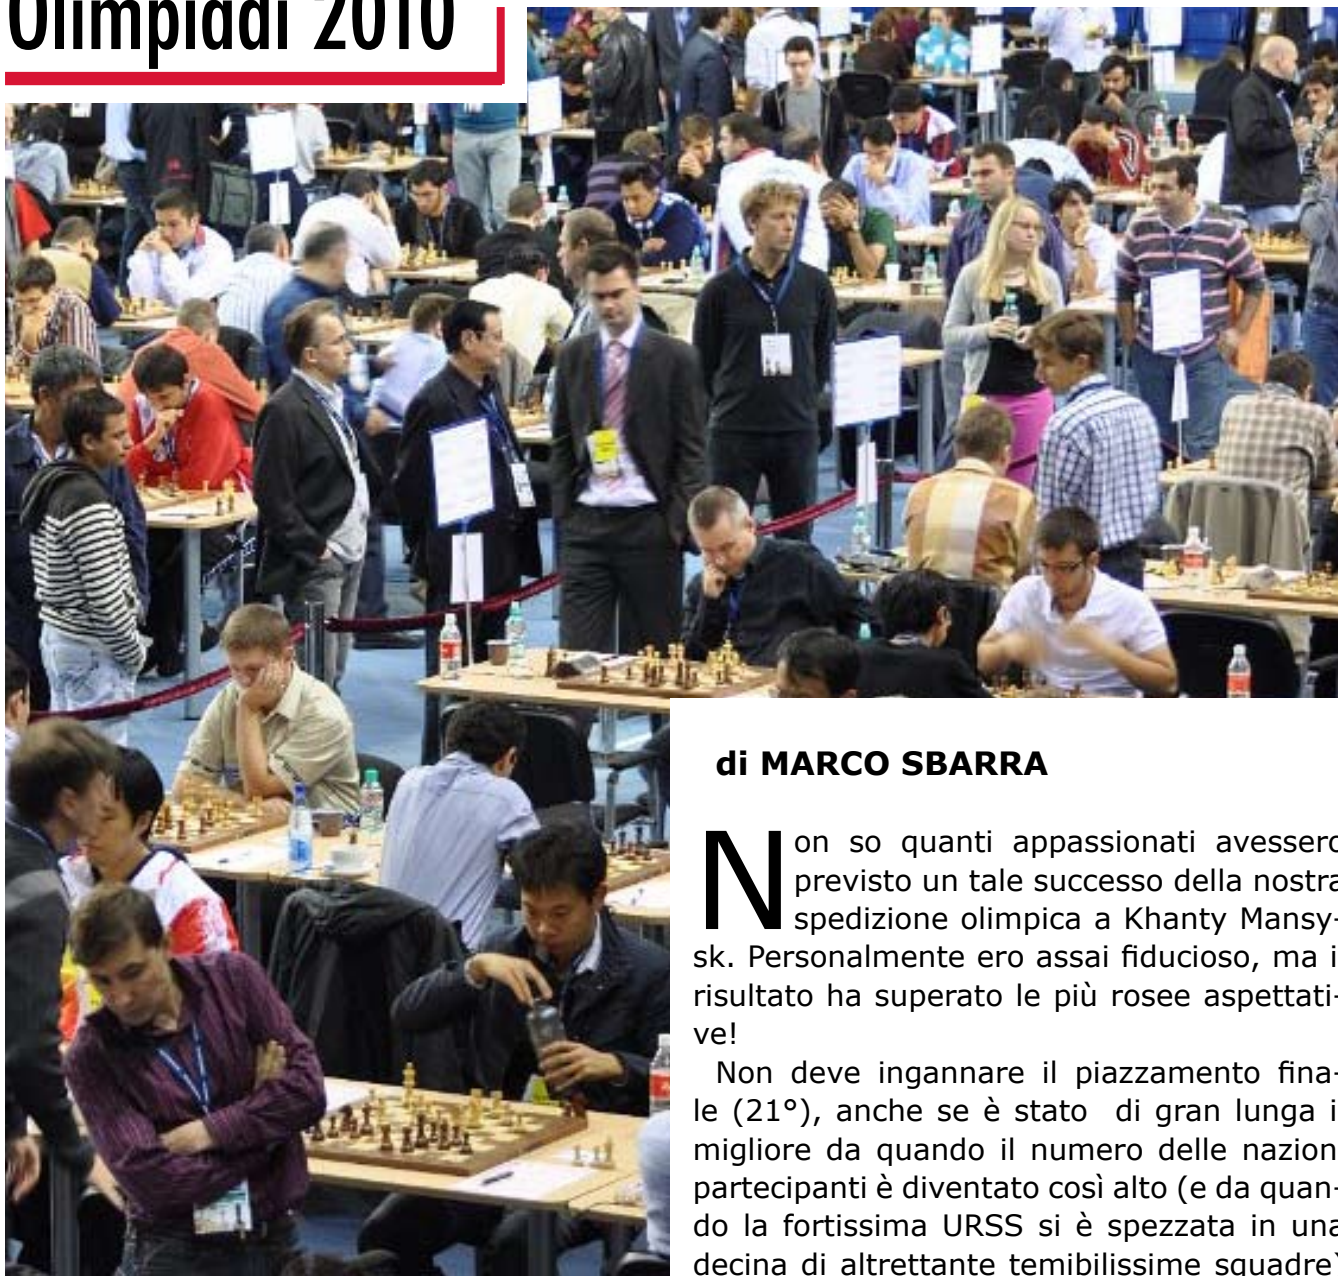 Olimpiadi 2010
di MARCO SBARRA
Non so quanti appassionati avessero
previsto un tale successo della nostra
spedizione olimpica a Khanty Mansy-
sk. Personalmente ero assai fiducioso, ma i
risultato ha superato le più rosee aspettati-
ve!
Non deve ingannare il piazzamento fina-
le (21°), anche se è stato di gran lunga i
migliore da quando il numero delle nazion
partecipanti è diventato così alto (e da quan-
do la fortissima URSS si è spezzata in una
decina di altrettante temibilissime squadre)